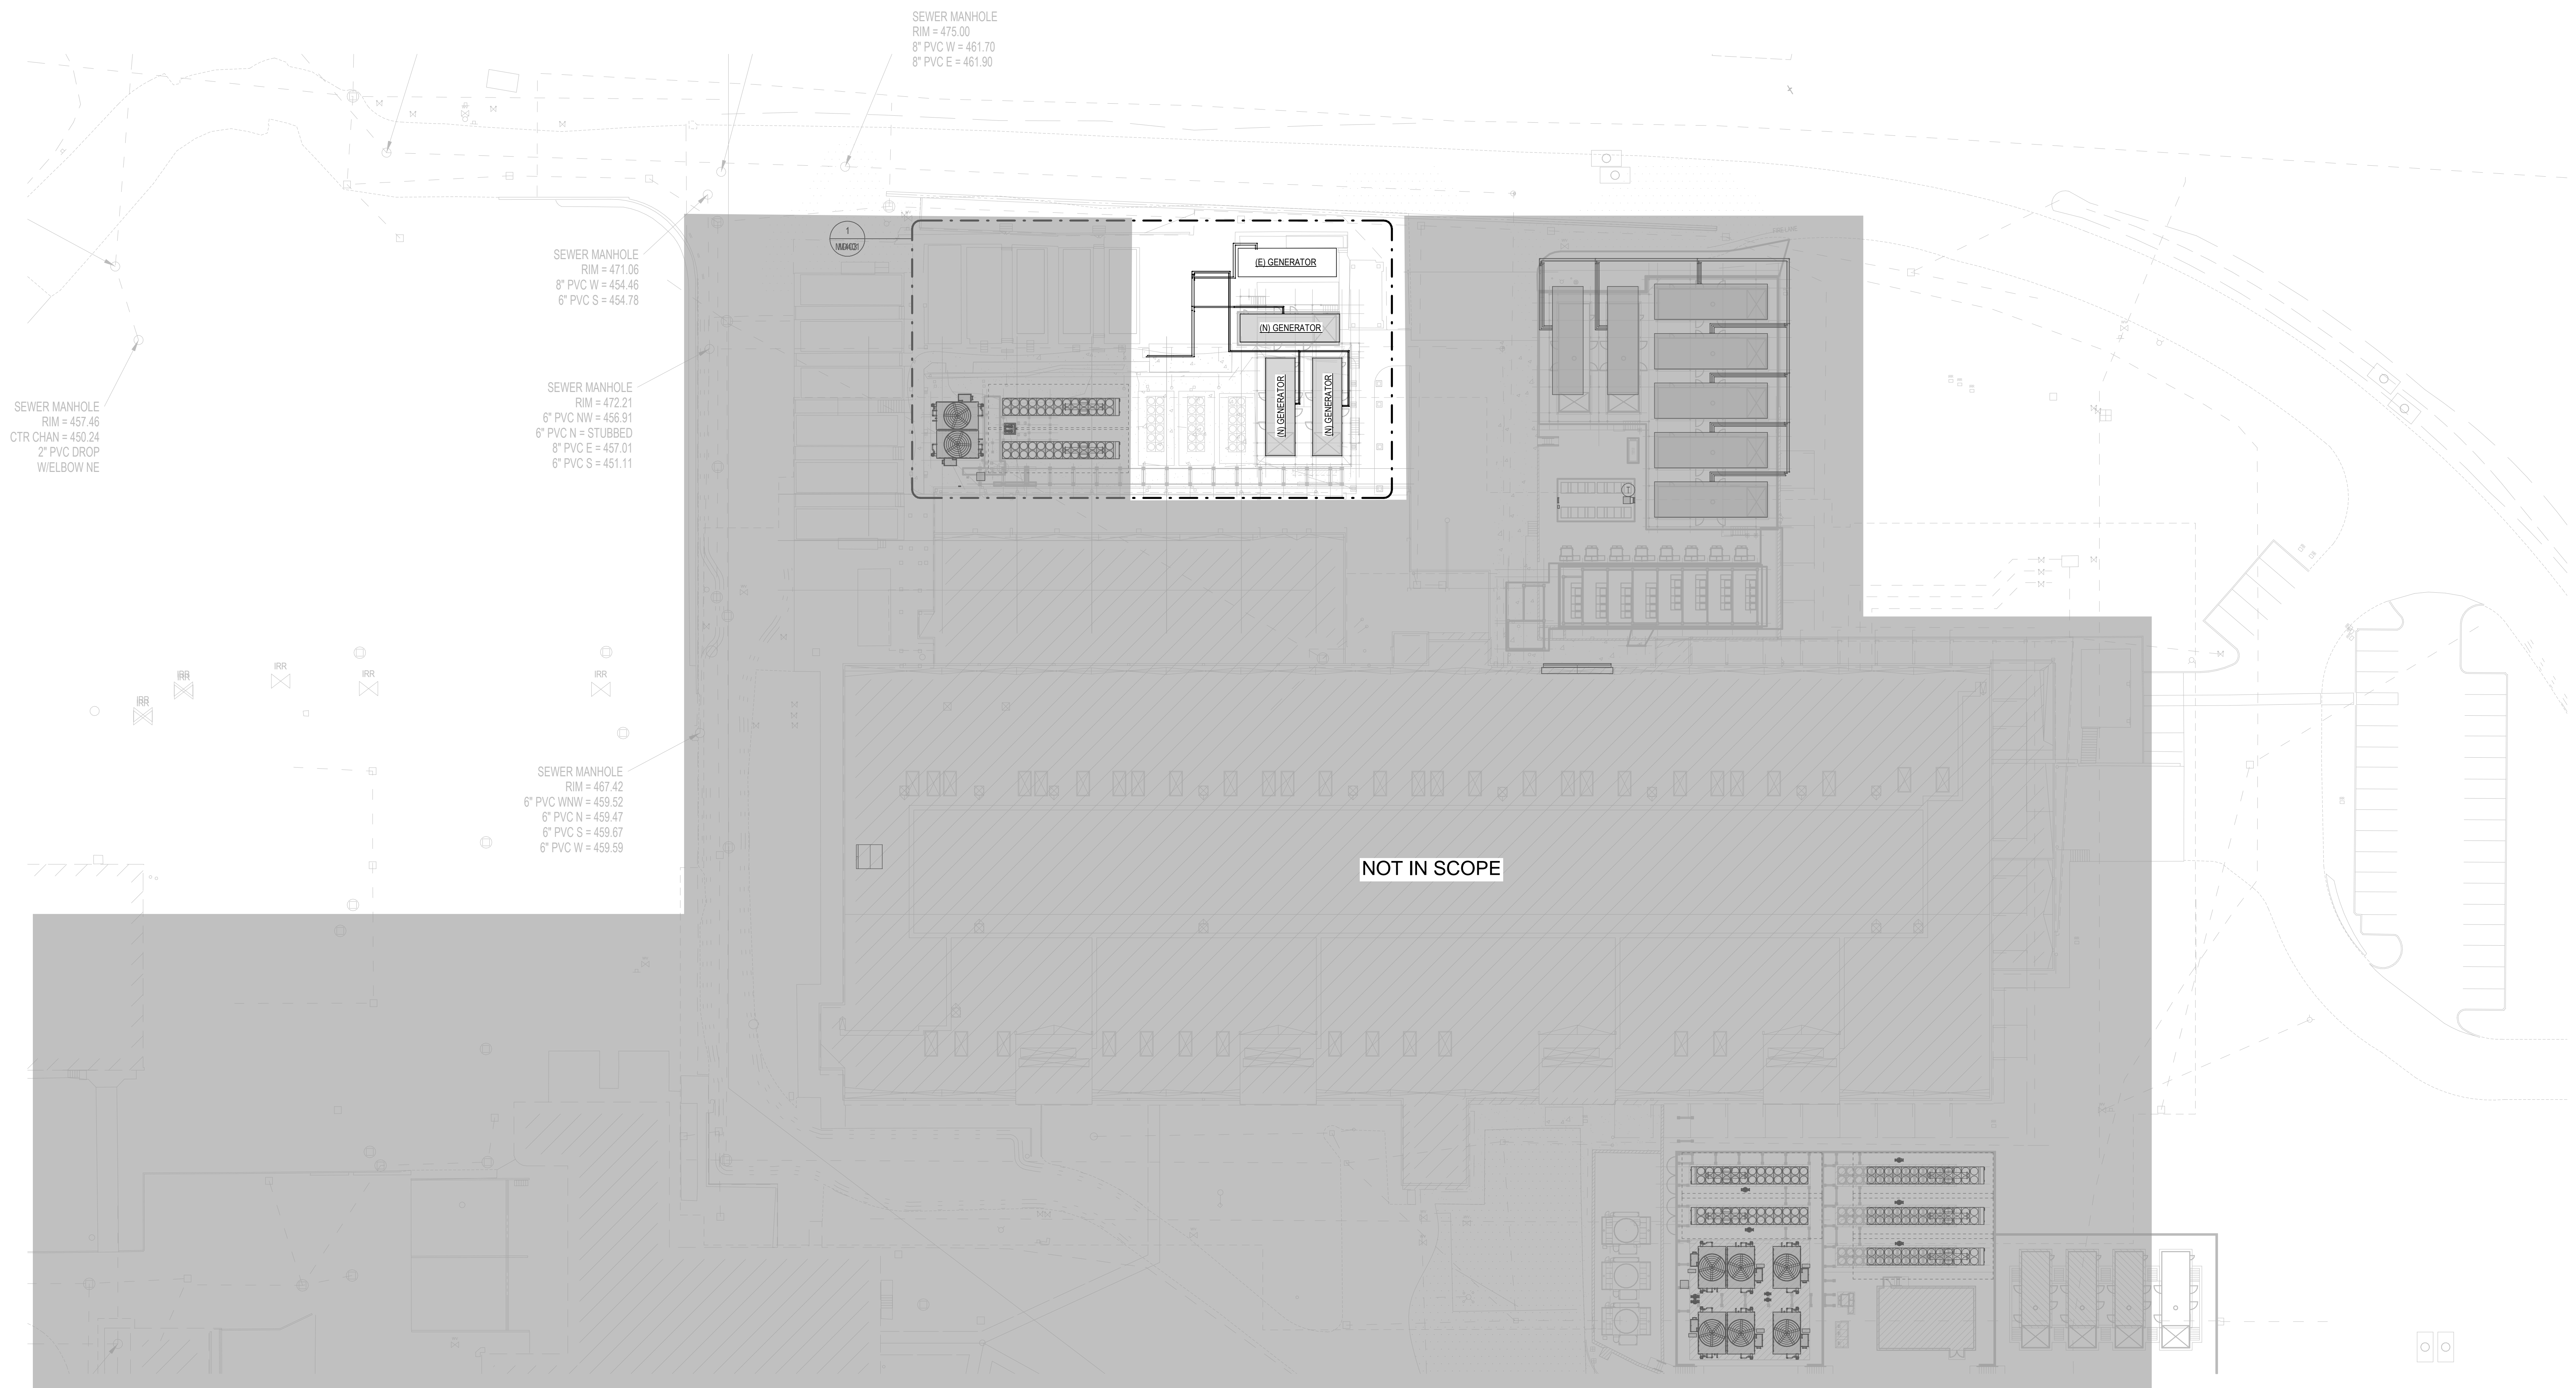 SEWER MANHOLE
RIM = 475.00
8" PVC W = 461.70
8" PVC E = 461.90
1
SEWER MANHOLE
RIM = 471.06
8" PVC W = 454.46
6" PVC S = 454.78
(E) GENERATOR
(N) GENERATOR
(N) GENERATOR
(N) GENERATOR
SEWER MANHOLE
RIM = 472.21
6" PVC NW = 456.91
6" PVC N = STUBBED
8" PVC E = 457.01
6" PVC S = 451.11
SEWER MANHOLE
RIM = 457.46
CTR CHAN = 450.24
2" PVC DROP
W/ELBOW NE
T
IRR
IRR
IRR
IRR
IRR
SEWER MANHOLE
RIM = 467.42
6" PVC WNW = 459.52
6" PVC N = 459.47
6" PVC S = 459.67
6" PVC W = 459.59
NOT IN SCOPE